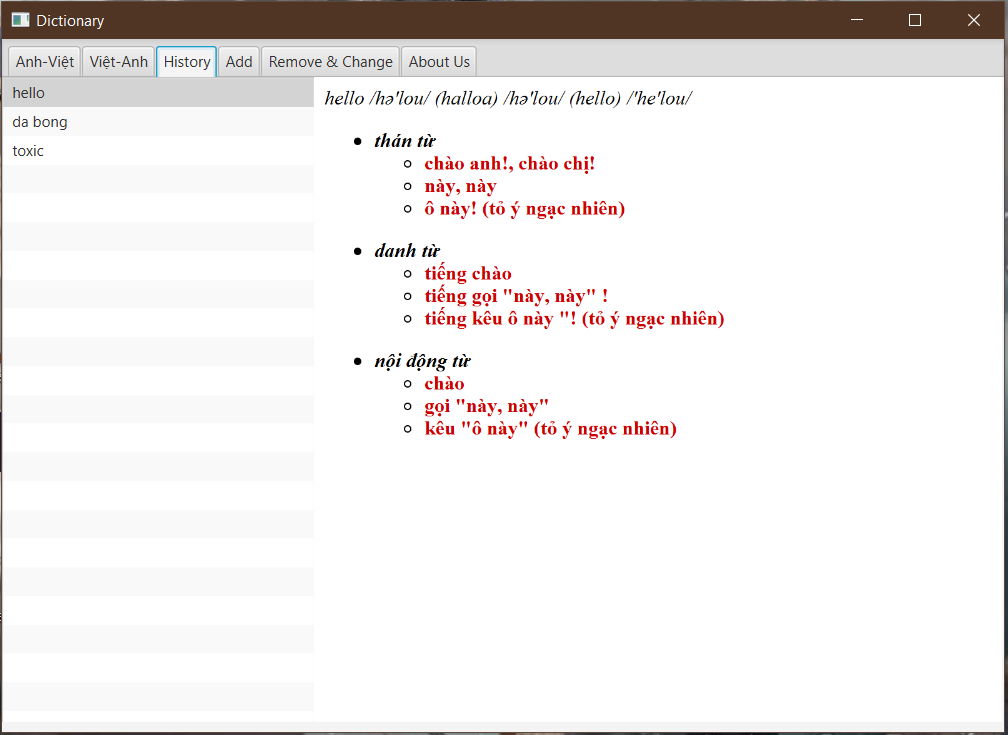 Dictionary
Anh-Việt Việt-Anh History Add Remove & Change About Us
hello
da bong
toxic
hello /hə'lou/ (halloa) /hə'lou/ (hello) /'he'lou/
thán từ
chào anh!, chào chị!
này, này
ô này! (tỏ ý ngạc nhiên)
danh từ
tiếng chào
tiếng gọi "này, này" !
tiếng kêu ô này "! (tỏ ý ngạc nhiên)
nội động từ
chào
gọi "này, này"
kêu "ô này" (tỏ ý ngạc nhiên)